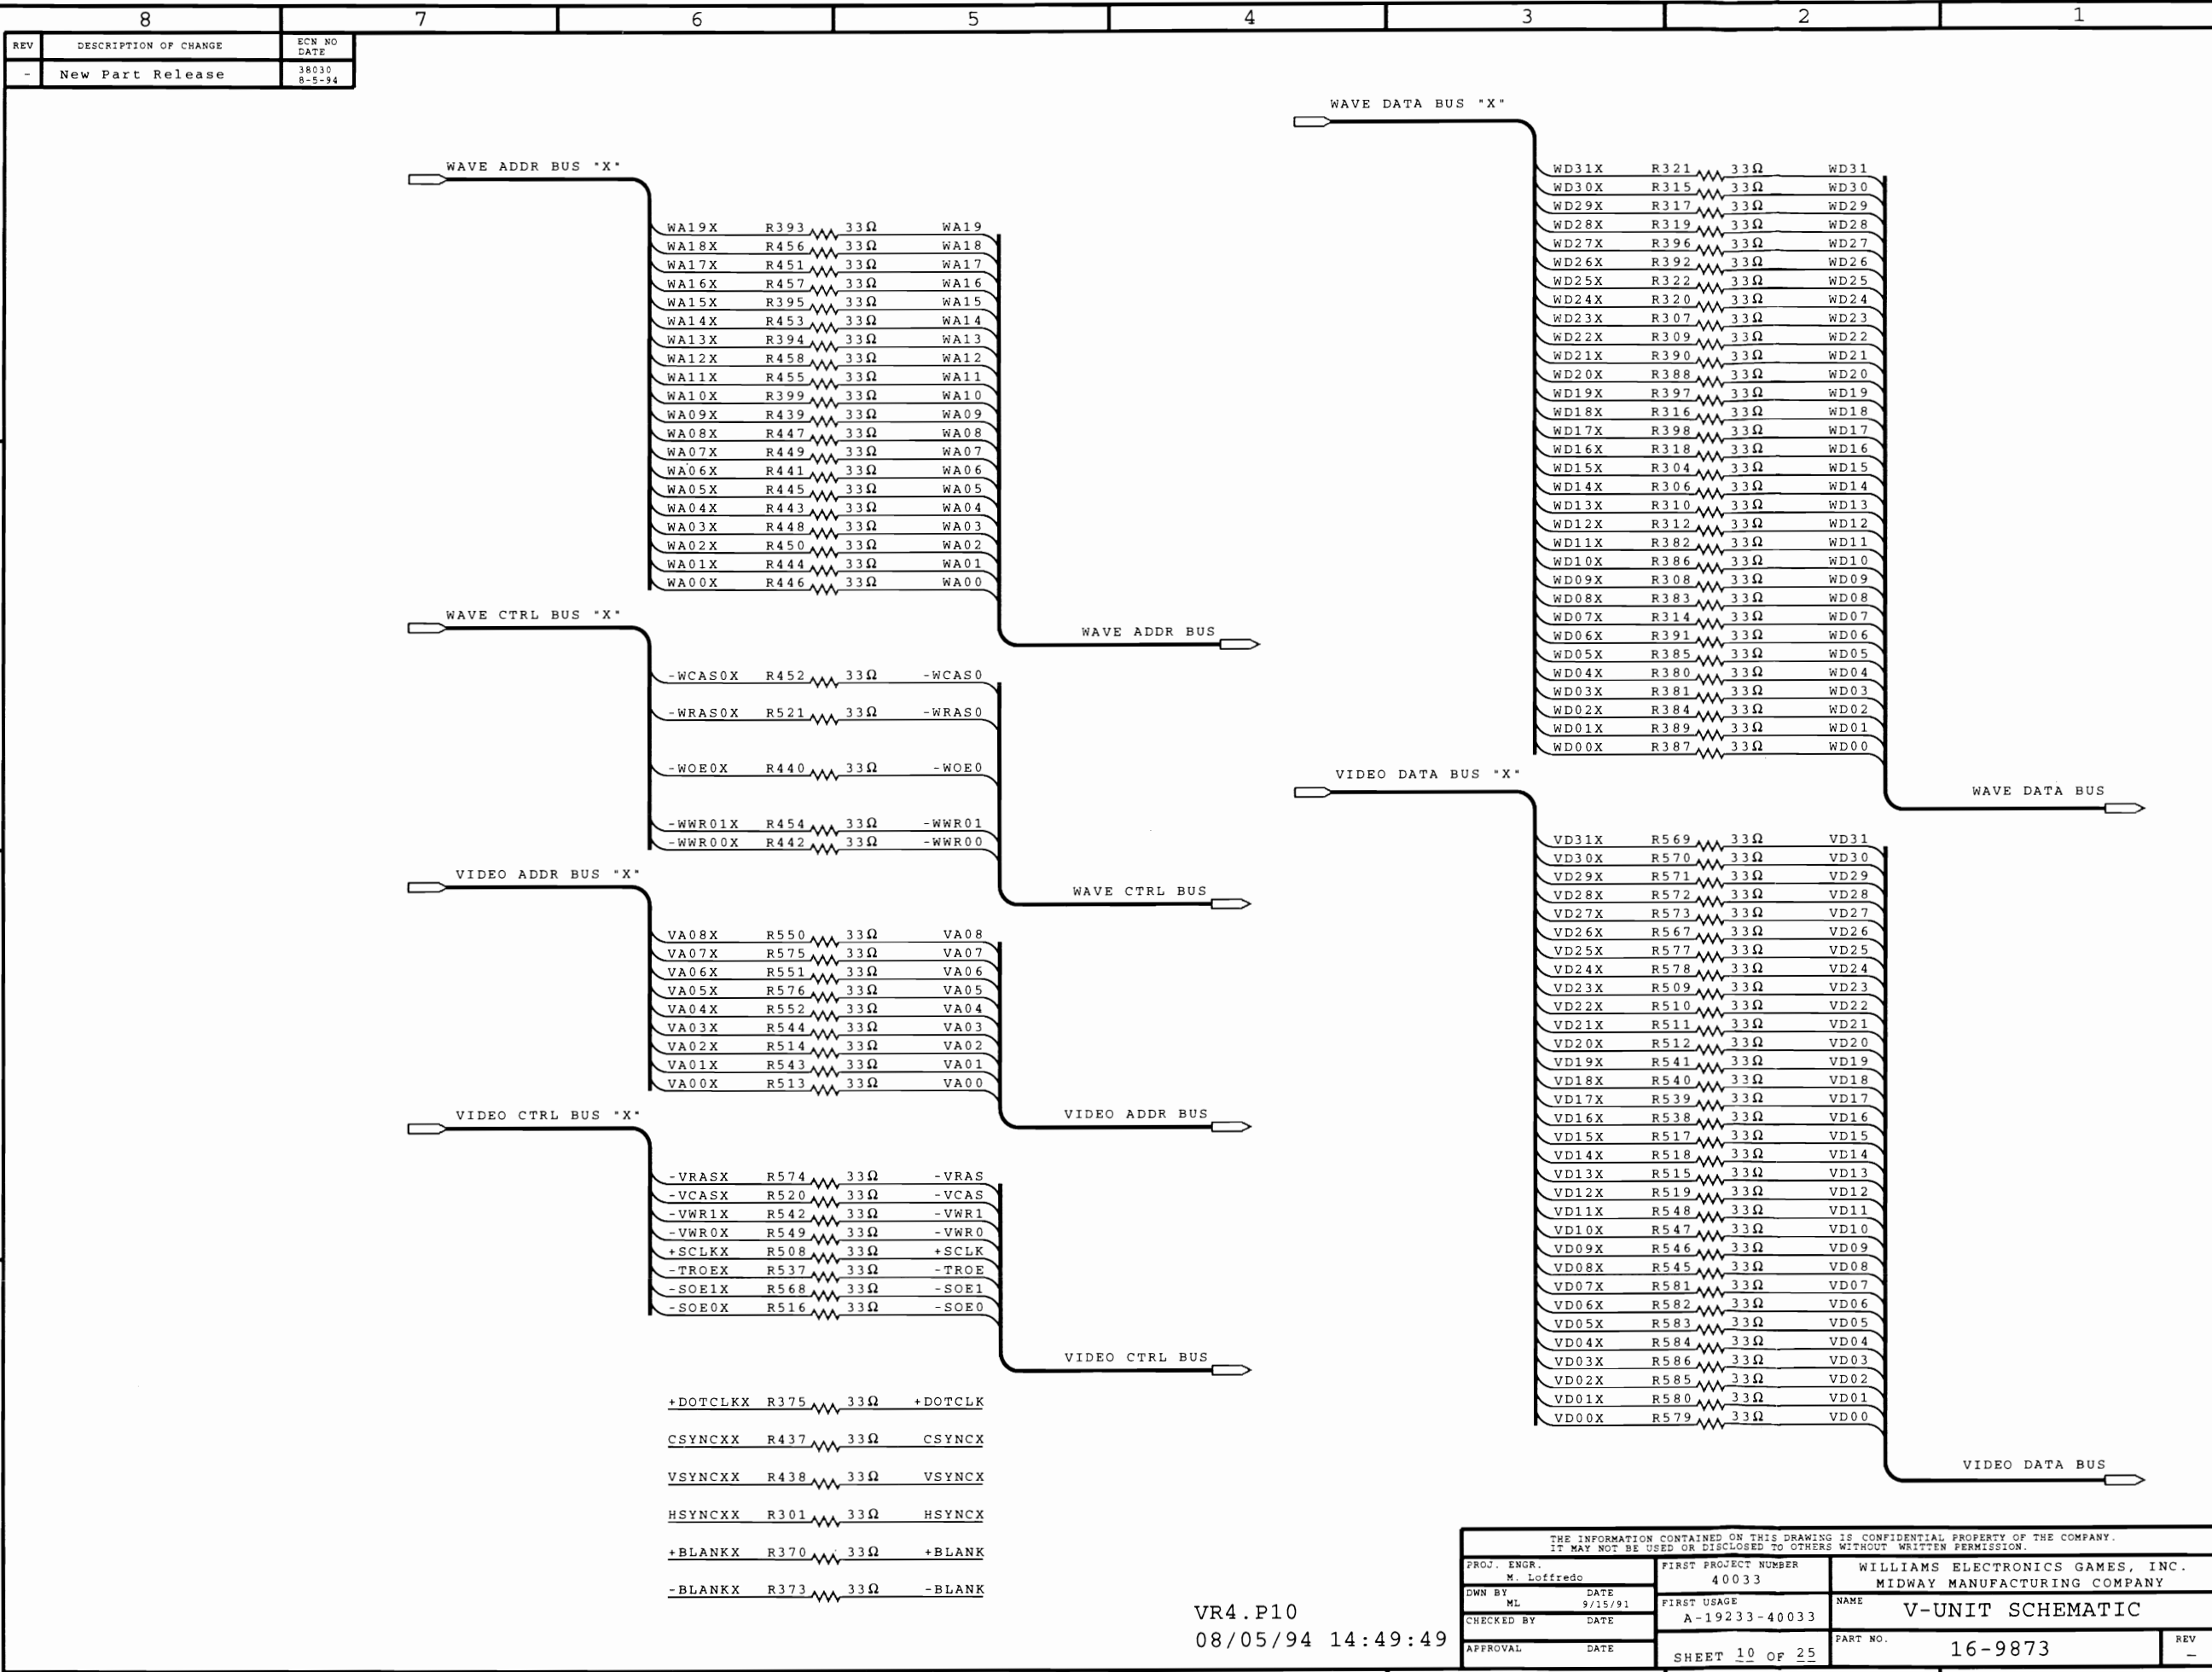 8 7 6 5 4 3 2 1
REV DESCRIPTION OF CHANGE ECN NO DATE
- New Part Release 38030 8-5-94
WAVE ADDR BUS "X"
WA19X R393 33Ω WA19
WA18X R456 33Ω WA18
WA17X R451 33Ω WA17
WA16X R457 33Ω WA16
WA15X R395 33Ω WA15
WA14X R453 33Ω WA14
WA13X R394 33Ω WA13
WA12X R458 33Ω WA12
WA11X R455 33Ω WA11
WA10X R399 33Ω WA10
WA09X R439 33Ω WA09
WA08X R447 33Ω WA08
WA07X R449 33Ω WA07
WA06X R441 33Ω WA06
WA05X R445 33Ω WA05
WA04X R443 33Ω WA04
WA03X R448 33Ω WA03
WA02X R450 33Ω WA02
WA01X R444 33Ω WA01
WA00X R446 33Ω WA00
WAVE ADDR BUS
WAVE CTRL BUS "X"
-WCAS0X R452 33Ω -WCAS0
-WRAS0X R521 33Ω -WRAS0
-WOE0X R440 33Ω -WOE0
-WWR01X R454 33Ω -WWR01
-WWR00X R442 33Ω -WWR00
WAVE CTRL BUS
VIDEO ADDR BUS "X"
VA08X R550 33Ω VA08
VA07X R575 33Ω VA07
VA06X R551 33Ω VA06
VA05X R576 33Ω VA05
VA04X R552 33Ω VA04
VA03X R544 33Ω VA03
VA02X R514 33Ω VA02
VA01X R543 33Ω VA01
VA00X R513 33Ω VA00
VIDEO ADDR BUS
VIDEO CTRL BUS "X"
-VRASX R574 33Ω -VRAS
-VCASX R520 33Ω -VCAS
-VWR1X R542 33Ω -VWR1
-VWR0X R549 33Ω -VWR0
+SCLKX R508 33Ω +SCLK
-TROEX R537 33Ω -TROE
-SOE1X R568 33Ω -SOE1
-SOE0X R516 33Ω -SOE0
VIDEO CTRL BUS
+DOTCLKX R375 33Ω +DOTCLK
CSYNCXX R437 33Ω CSYNCX
VSYNCXX R438 33Ω VSYNCX
HSYNCXX R301 33Ω HSYNCX
+BLANKX R370 33Ω +BLANK
-BLANKX R373 33Ω -BLANK
WAVE DATA BUS "X"
WD31X R321 33Ω WD31
WD30X R315 33Ω WD30
WD29X R317 33Ω WD29
WD28X R319 33Ω WD28
WD27X R396 33Ω WD27
WD26X R392 33Ω WD26
WD25X R322 33Ω WD25
WD24X R320 33Ω WD24
WD23X R307 33Ω WD23
WD22X R309 33Ω WD22
WD21X R390 33Ω WD21
WD20X R388 33Ω WD20
WD19X R397 33Ω WD19
WD18X R316 33Ω WD18
WD17X R398 33Ω WD17
WD16X R318 33Ω WD16
WD15X R304 33Ω WD15
WD14X R306 33Ω WD14
WD13X R310 33Ω WD13
WD12X R312 33Ω WD12
WD11X R382 33Ω WD11
WD10X R386 33Ω WD10
WD09X R308 33Ω WD09
WD08X R383 33Ω WD08
WD07X R314 33Ω WD07
WD06X R391 33Ω WD06
WD05X R385 33Ω WD05
WD04X R380 33Ω WD04
WD03X R381 33Ω WD03
WD02X R384 33Ω WD02
WD01X R389 33Ω WD01
WD00X R387 33Ω WD00
WAVE DATA BUS
VIDEO DATA BUS "X"
VD31X R569 33Ω VD31
VD30X R570 33Ω VD30
VD29X R571 33Ω VD29
VD28X R572 33Ω VD28
VD27X R573 33Ω VD27
VD26X R567 33Ω VD26
VD25X R577 33Ω VD25
VD24X R578 33Ω VD24
VD23X R509 33Ω VD23
VD22X R510 33Ω VD22
VD21X R511 33Ω VD21
VD20X R512 33Ω VD20
VD19X R541 33Ω VD19
VD18X R540 33Ω VD18
VD17X R539 33Ω VD17
VD16X R538 33Ω VD16
VD15X R517 33Ω VD15
VD14X R518 33Ω VD14
VD13X R515 33Ω VD13
VD12X R519 33Ω VD12
VD11X R548 33Ω VD11
VD10X R547 33Ω VD10
VD09X R546 33Ω VD09
VD08X R545 33Ω VD08
VD07X R581 33Ω VD07
VD06X R582 33Ω VD06
VD05X R583 33Ω VD05
VD04X R584 33Ω VD04
VD03X R586 33Ω VD03
VD02X R585 33Ω VD02
VD01X R580 33Ω VD01
VD00X R579 33Ω VD00
VIDEO DATA BUS
VR4.P10
08/05/94 14:49:49
THE INFORMATION CONTAINED ON THIS DRAWING IS CONFIDENTIAL PROPERTY OF THE COMPANY.
IT MAY NOT BE USED OR DISCLOSED TO OTHERS WITHOUT WRITTEN PERMISSION.
PROJ. ENGR.
M. Loffredo
DWN BY DATE
ML 9/15/91
CHECKED BY DATE
APPROVAL DATE
FIRST PROJECT NUMBER
40033
FIRST USAGE
A-19233-40033
SHEET 10 OF 25
WILLIAMS ELECTRONICS GAMES, INC.
MIDWAY MANUFACTURING COMPANY
NAME V-UNIT SCHEMATIC
PART NO. 16-9873
REV -